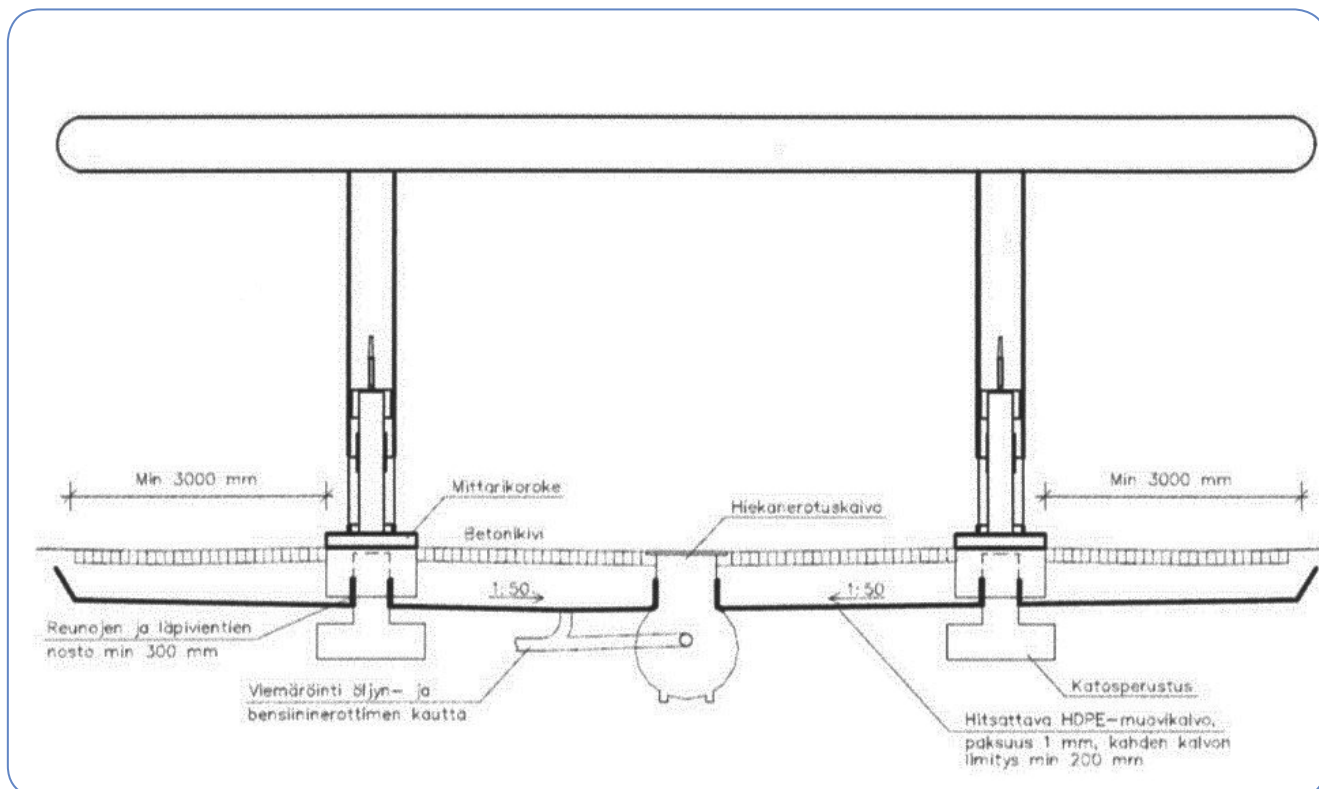 Min 3000 mm
Mittarikoroke
Hiekanerotuskaivo
Min 3000 mm
Betonikivi
1:50
1:50
Reunojen ja läpivientien
nosto min 300 mm
Viemäröinti öljyn- ja
bensiininerottimen kautta
Katosperustus
Hitsattava HDPE-muovikalvo,
paksuus 1 mm, kahden kalvon
limitys min 200 mm